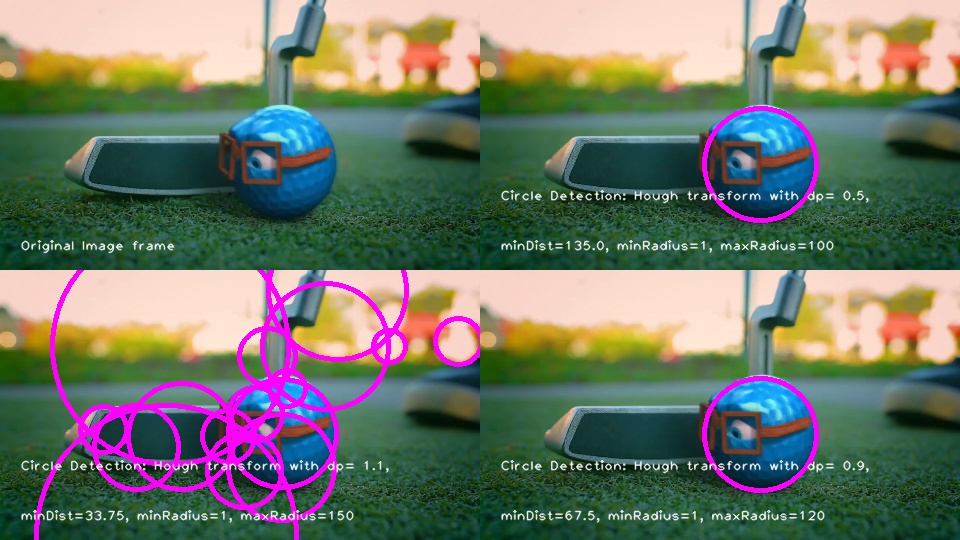 Original Image frame
Circle Detection: Hough transform with dp= 0.5,
minDist=135.0, minRadius=1, maxRadius=100
Circle Detection: Hough transform with dp= 1.1,
minDist=33.75, minRadius=1, maxRadius=150
Circle Detection: Hough transform with dp= 0.9,
minDist=67.5, minRadius=1, maxRadius=120